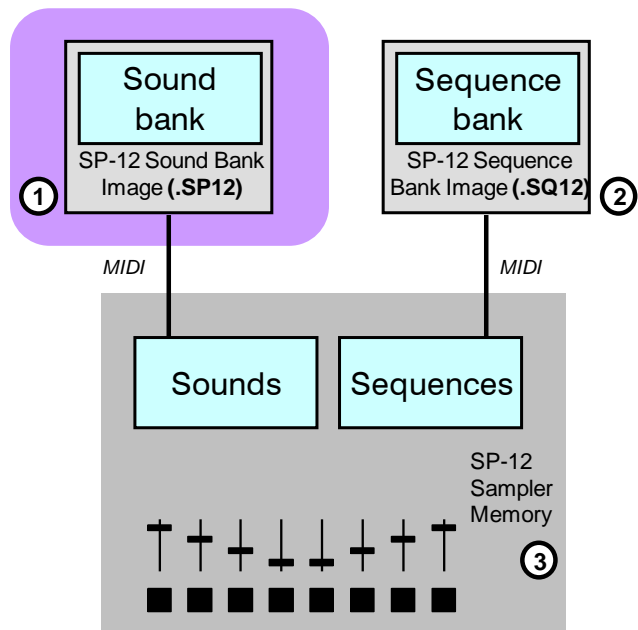 Sound
bank
SP-12 Sound Bank
Image (.SP12)
1
Sequence
bank
SP-12 Sequence
Bank Image (.SQ12)
2
MIDI
MIDI
Sounds
Sequences
SP-12
Sampler
Memory
3